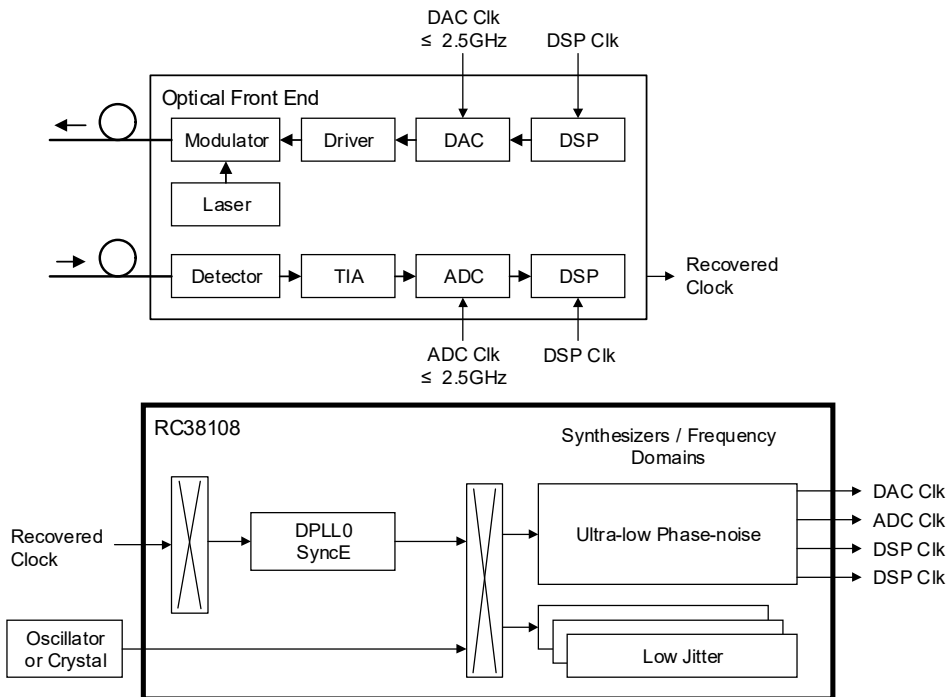 DAC Clk
≤ 2.5GHz
DSP Clk
Optical Front End
Modulator
Driver
DAC
DSP
Laser
Detector
TIA
ADC
DSP
Recovered
Clock
ADC Clk
≤ 2.5GHz
DSP Clk
RC38108
Synthesizers / Frequency
Domains
Recovered
Clock
DPLL0
SyncE
Ultra-low Phase-noise
DAC Clk
ADC Clk
DSP Clk
DSP Clk
Oscillator
or Crystal
Low Jitter